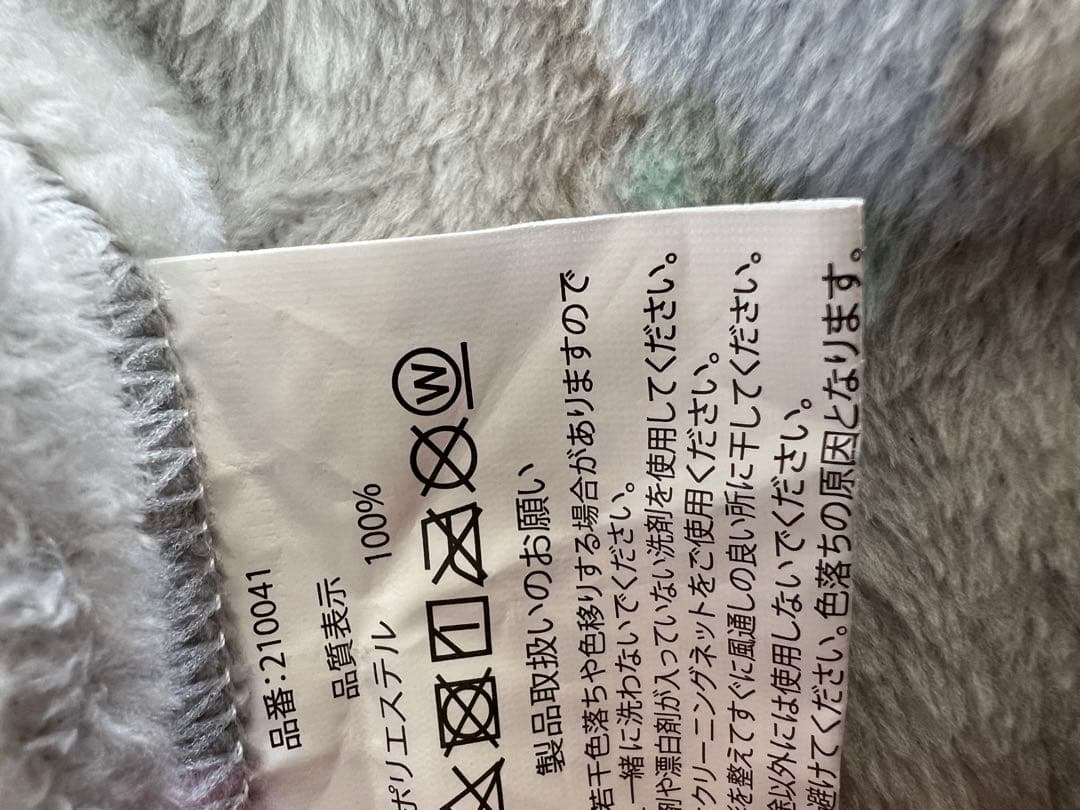 品番:210041
品質表示
ポリエステル 100%
W
製品取扱いのお願い
若干色落ちや色移りする場合がありますので
一緒に洗わないでください。
剤や漂白剤が入っていない洗剤を使用してください。
クリーニングネットをご使用ください。
を整えてすぐに風通しの良い所に干してください。
以外には使用しないでください。
避けてください。色落ちの原因となります。